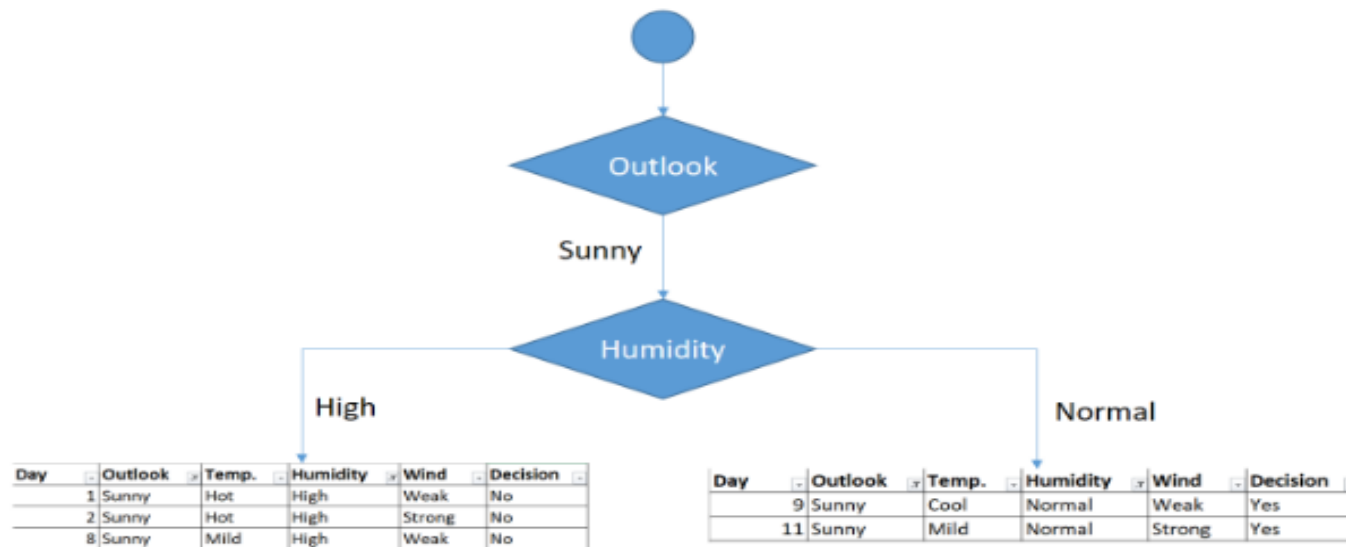 Outlook
Sunny
Humidity
High
Normal
Day Outlook Temp. Humidity Wind Decision
1 Sunny Hot High Weak No
2 Sunny Hot High Strong No
8 Sunny Mild High Weak No
Day Outlook Temp. Humidity Wind Decision
9 Sunny Cool Normal Weak Yes
11 Sunny Mild Normal Strong Yes